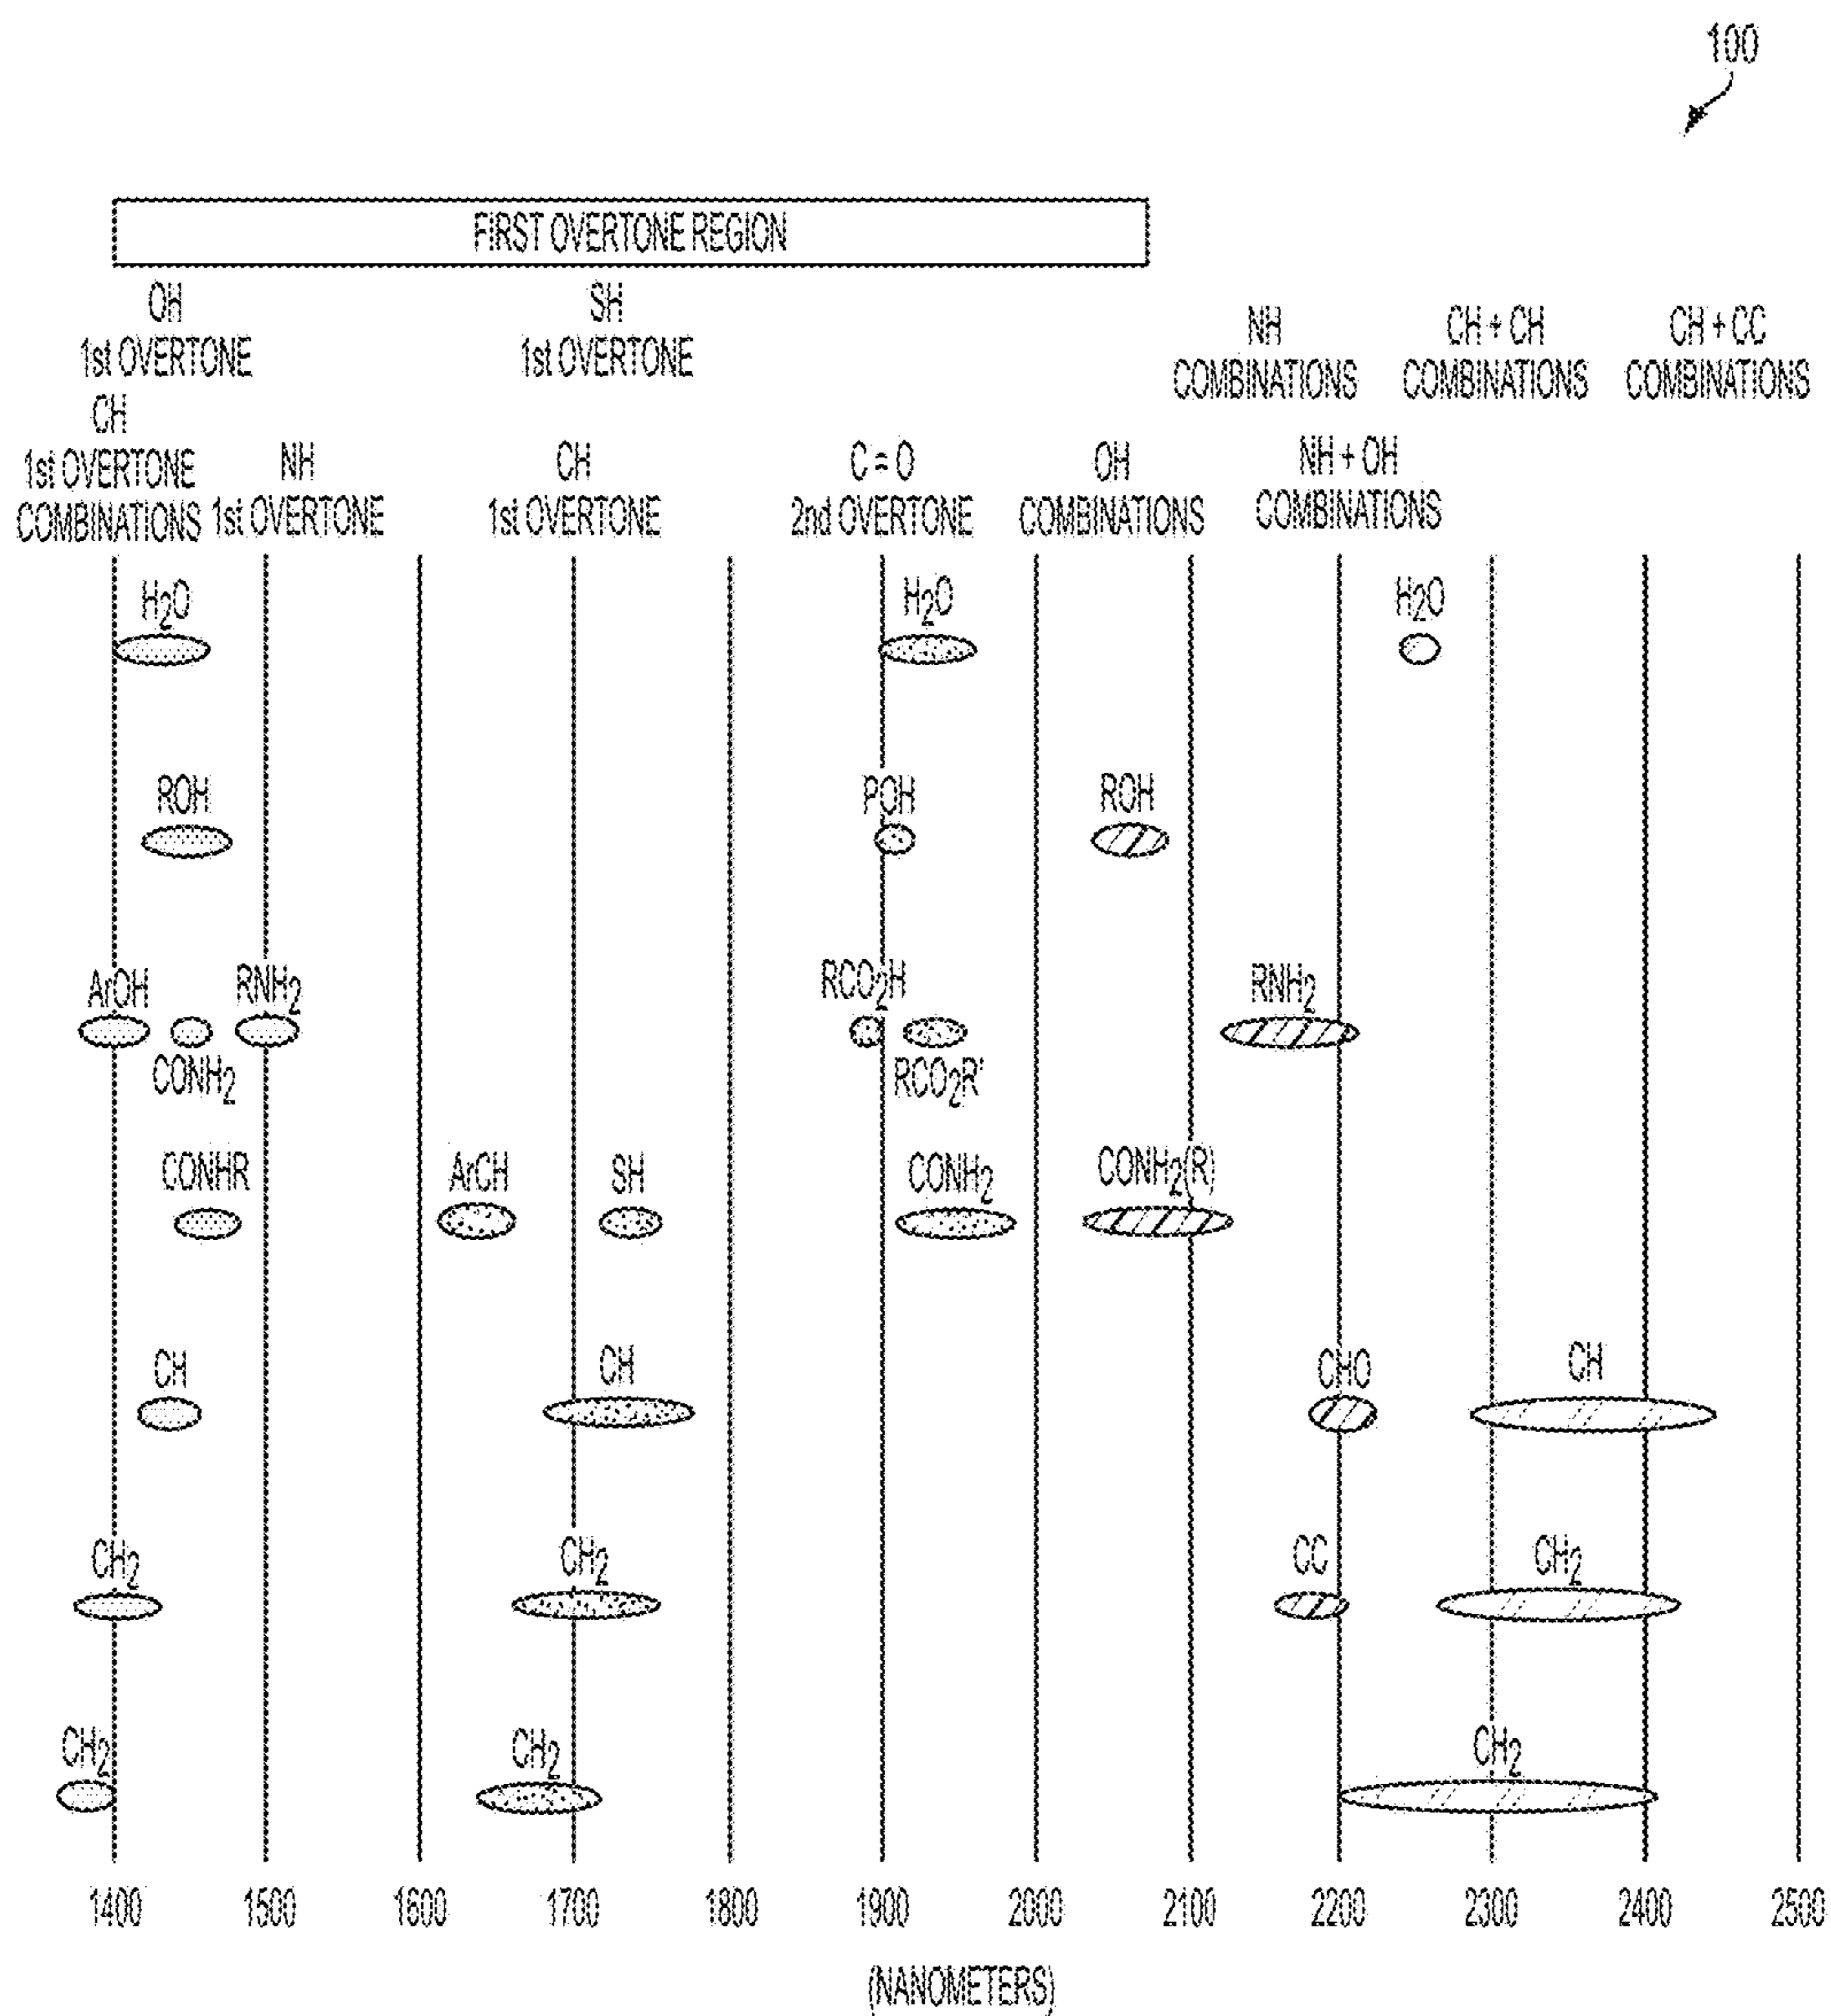 100
FIRST OVERTONE REGION
OH
1st OVERTONE
SH
1st OVERTONE
NH
COMBINATIONS
CH + CH
COMBINATIONS
CH + CC
COMBINATIONS
CH
1st OVERTONE
COMBINATIONS
NH
1st OVERTONE
CH
1st OVERTONE
C = O
2nd OVERTONE
OH
COMBINATIONS
NH + OH
COMBINATIONS
H2O H2O H2O
ROH POH ROH
ArOH RNH2 RCO2H RNH2
CONH2 RCO2R'
CONHR ArCH SH CONH2 CONH2(R)
CH CH CHO CH
CH2 CH2 CC CH2
CH2 CH2 CH2
1400 1500 1600 1700 1800 1900 2000 2100 2200 2300 2400 2500
(NANOMETERS)